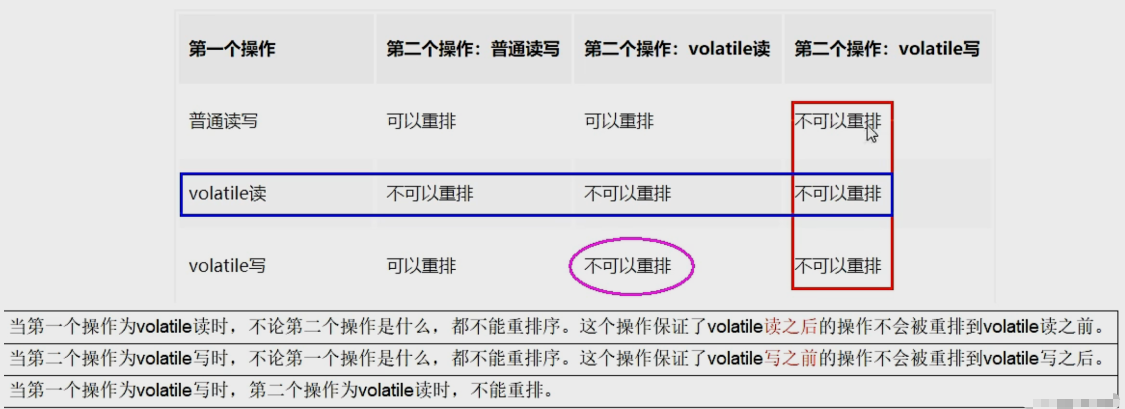 第一个操作 第二个操作：普通读写 第二个操作：volatile读 第二个操作：volatile写
普通读写 可以重排 可以重排 不可以重排
volatile读 不可以重排 不可以重排 不可以重排
volatile写 可以重排 不可以重排 不可以重排
当第一个操作为volatile读时，不论第二个操作是什么，都不能重排序。这个操作保证了volatile读之后的操作不会被重排到volatile读之前。
当第二个操作为volatile写时，不论第一个操作是什么，都不能重排序。这个操作保证了volatile写之前的操作不会被重排到volatile写之后。
当第一个操作为volatile写时，第二个操作为volatile读时，不能重排。